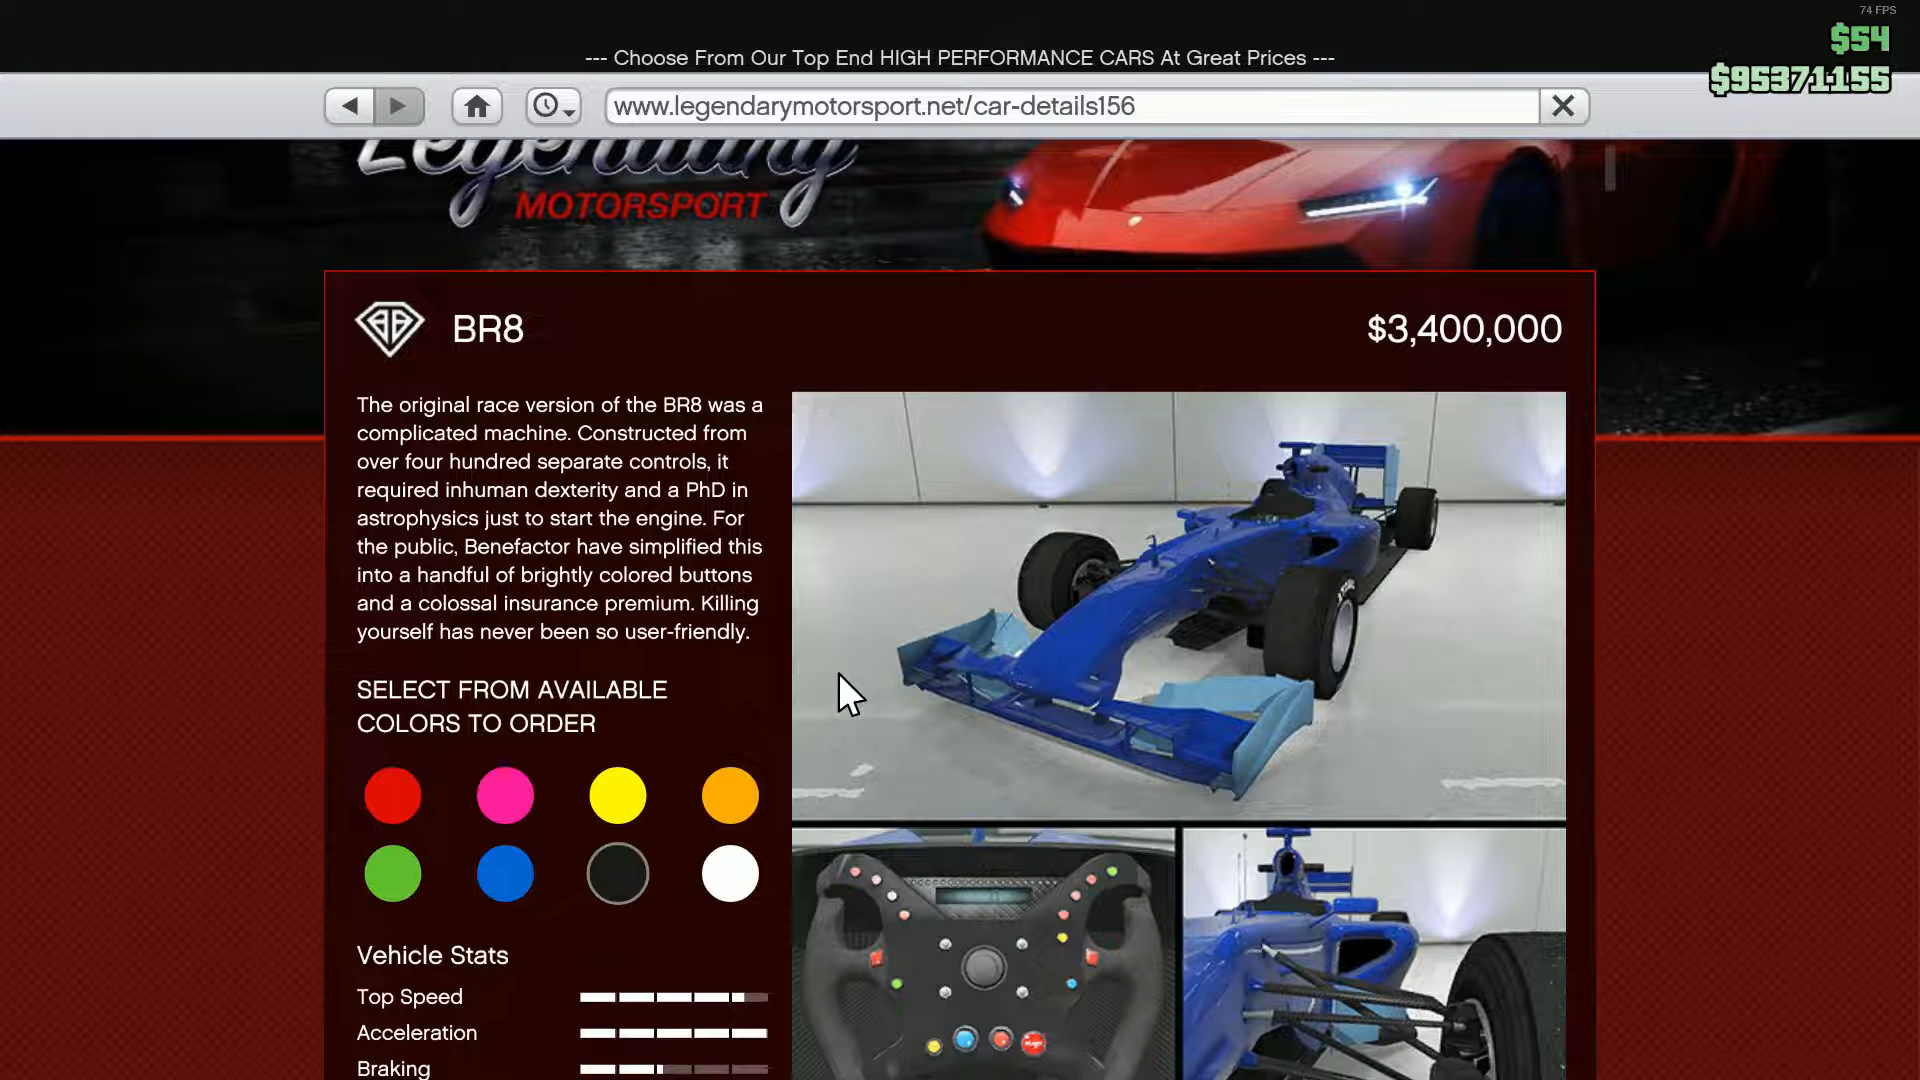 74 FPS
$54
--- Choose From Our Top End HIGH PERFORMANCE CARS At Great Prices ---
$95371155
www.legendarymotorsport.net/car-details156
Legendary
MOTORSPORT
BR8
$3,400,000
The original race version of the BR8 was a
complicated machine. Constructed from
over four hundred separate controls, it
required inhuman dexterity and a PhD in
astrophysics just to start the engine. For
the public, Benefactor have simplified this
into a handful of brightly colored buttons
and a colossal insurance premium. Killing
yourself has never been so user-friendly.
SELECT FROM AVAILABLE
COLORS TO ORDER
Vehicle Stats
Top Speed
Acceleration
Braking